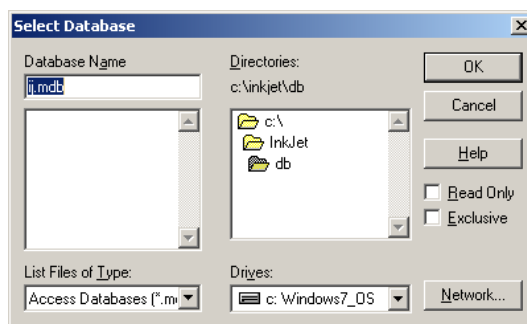 Select Database
Database Name
ij.mdb
Directories:
c:\inkjet\db
c:\
InkJet
db
OK
Cancel
Help
Read Only
Exclusive
List Files of Type:
Access Databases (*.m
Drives:
c: Windows7_OS
Network...